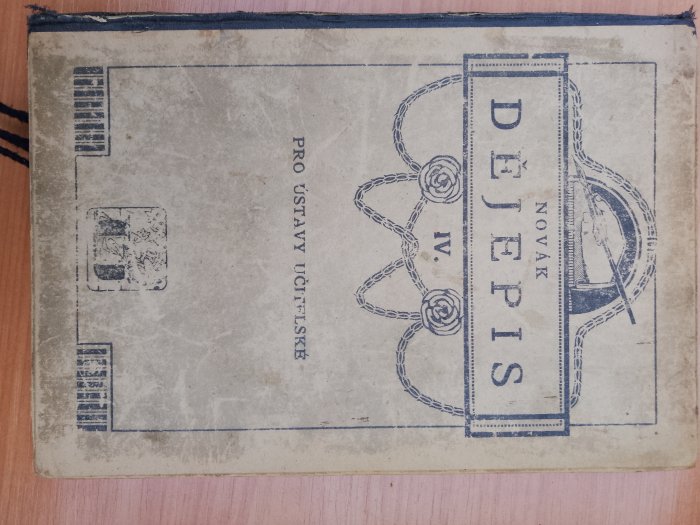 NOVÁK
DĚJEPIS
IV.
PRO ÚSTAVY UČITELSKÉ